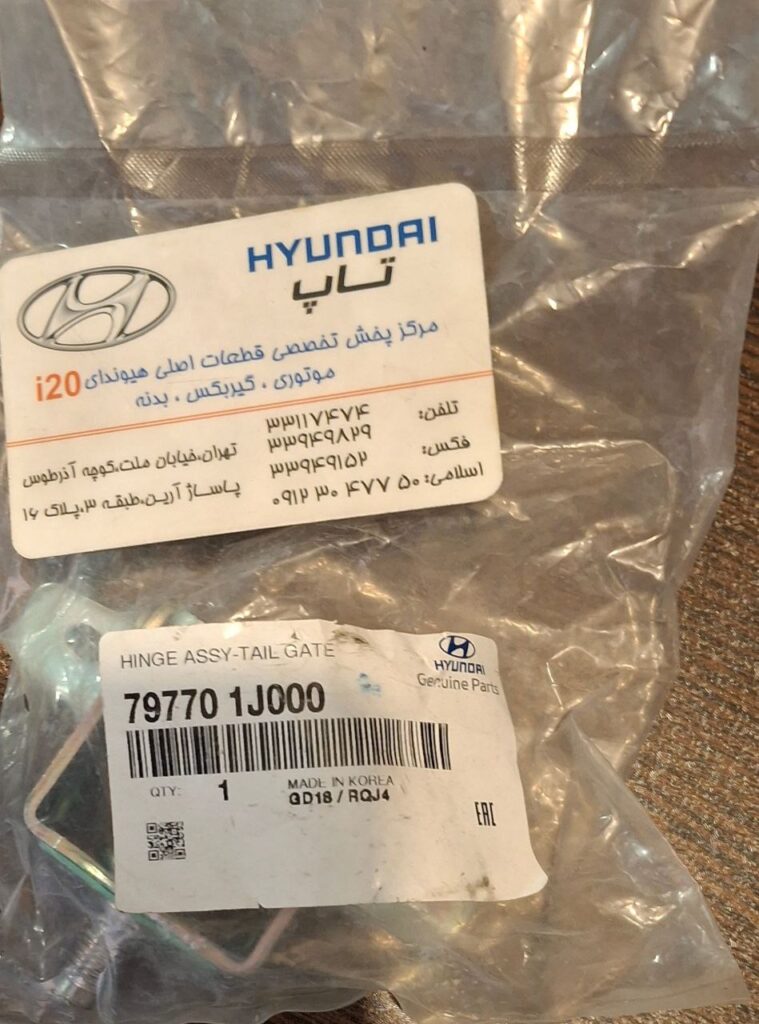 HYUNDAI
تاپ
مرکز پخش تخصصی قطعات اصلی هیوندای i20
موتوری ، گیربکس ، بدنه
تلفن: ۳۳۱۱۷۴۷۴
۳۳۹۴۹۸۲۹
فکس: ۳۳۹۴۹۱۵۲
اسلامی: ۰۹۱۲ ۳۰ ۴۷۷ ۵۰
تهران،خیابان ملت،کوچه آذرطوس
پاساژ آرین،طبقه ۳،پلاک ۱۶
HINGE ASSY-TAIL GATE
HYUNDAI
Genuine Parts
79770 1J000
QTY: 1
MADE IN KOREA
GD18 / RQJ4
EAC